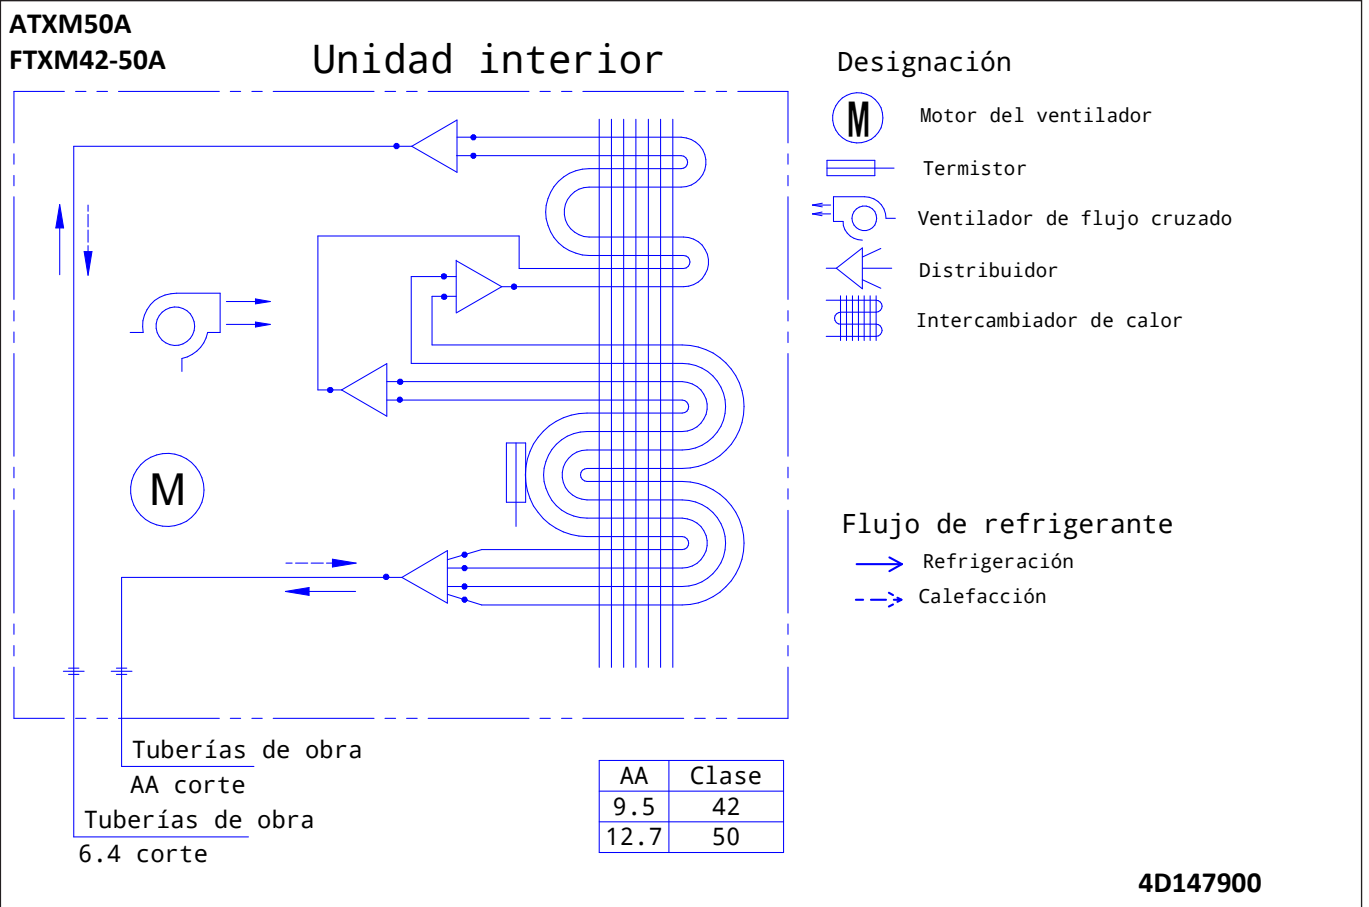 ATXM50A
FTXM42-50A
Unidad interior
Designación
M
Motor del ventilador
Termistor
Ventilador de flujo cruzado
Distribuidor
Intercambiador de calor
M
Flujo de refrigerante
Refrigeración
Calefacción
Tuberías de obra
AA corte
Tuberías de obra
6.4 corte
AA Clase
9.5 42
12.7 50
4D147900